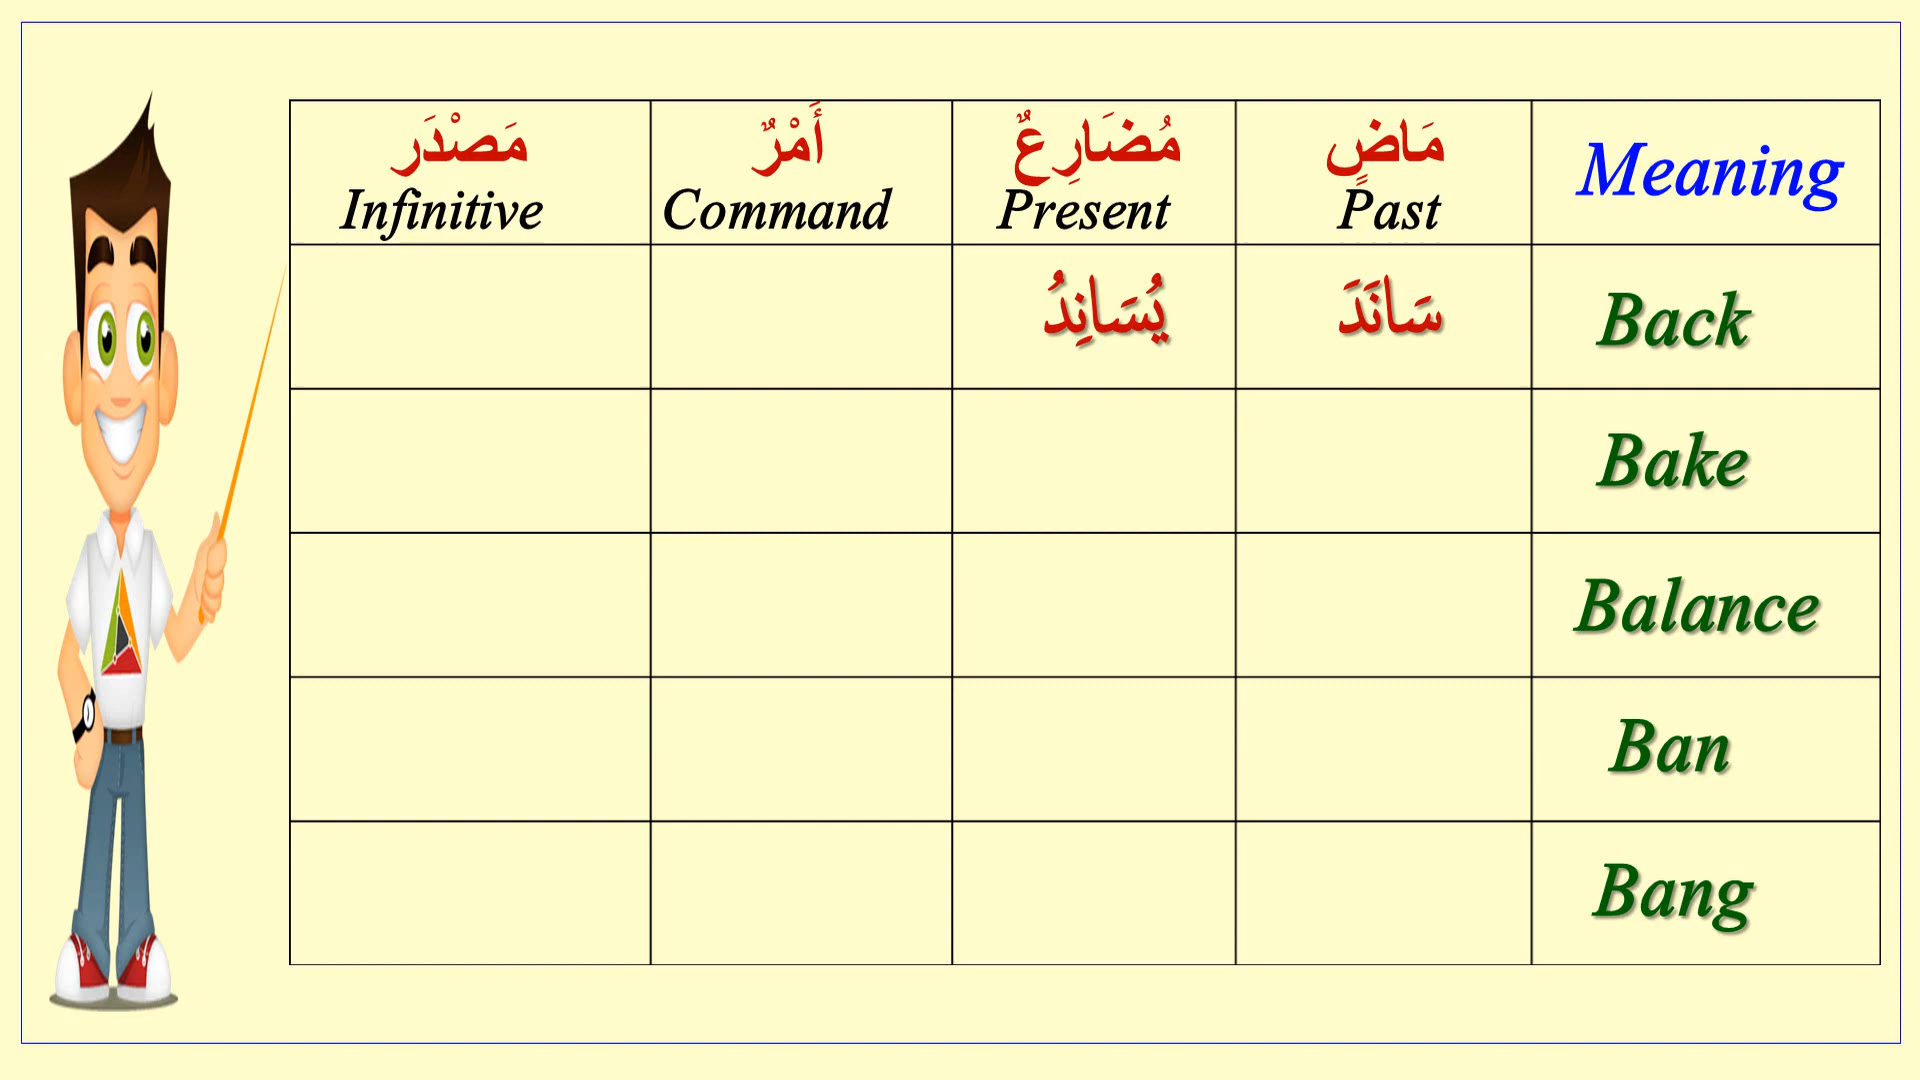 مَصْدَر
Infinitive
أَمْرٌ
Command
مُضَارِعٌ
Present
مَاضٍ
Past
Meaning
يُسَانِدُ
سَانَدَ
Back
Bake
Balance
Ban
Bang